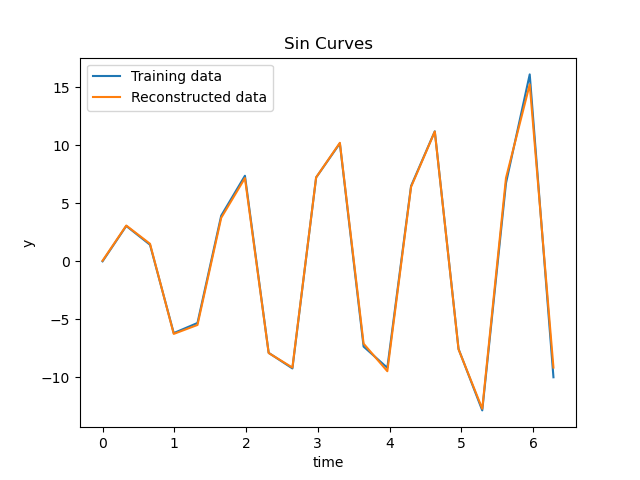 Sin Curves
Training data
Reconstructed data
15
10
5
0
−5
−10
y
0 1 2 3 4 5 6
time